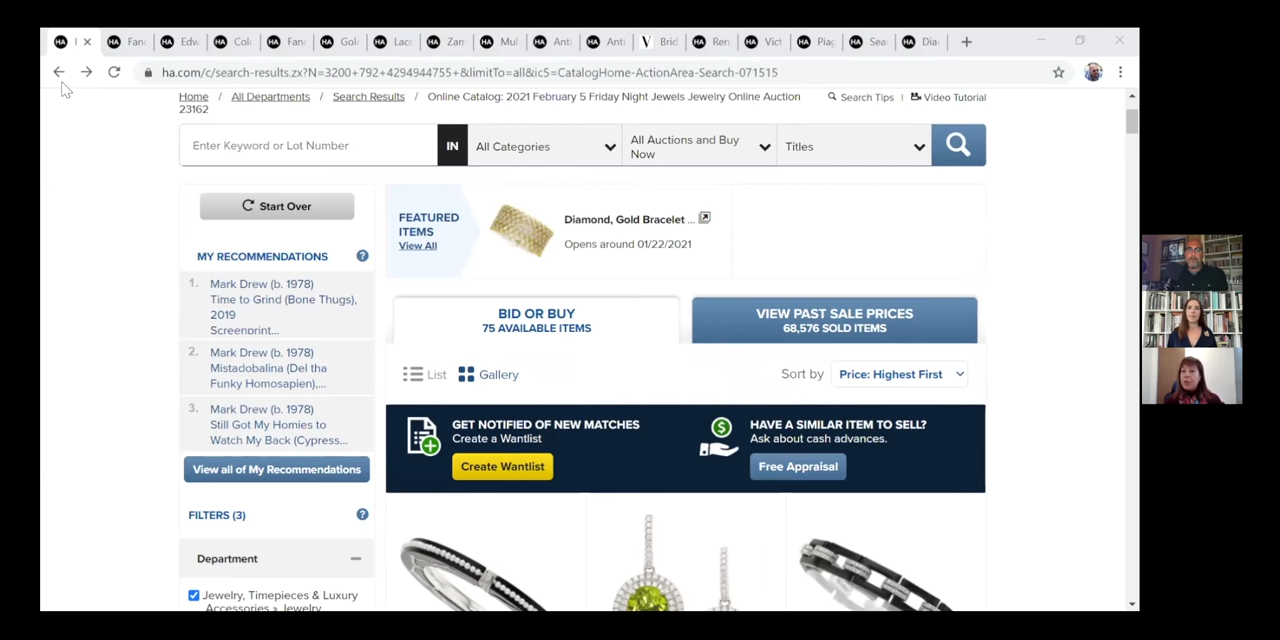 HA I
HA Fanc
HA Edw
HA Colo
HA Fanc
HA Gold
HA Lacc
HA Zam
HA Mul
HA Anti
HA Anti
V Brid
HA Ren
HA Vict
HA Piag
HA Sea
HA Dia
ha.com/c/search-results.zx?N=3200+792+4294944755+&limitTo=all&ic5=CatalogHome-ActionArea-Search-071515
Home / All Departments / Search Results / Online Catalog: 2021 February 5 Friday Night Jewels Jewelry Online Auction
23162
Search Tips | Video Tutorial
Enter Keyword or Lot Number
IN
All Categories
All Auctions and Buy
Now
Titles
Start Over
FEATURED
ITEMS
View All
Diamond, Gold Bracelet ...
Opens around 01/22/2021
MY RECOMMENDATIONS ?
1. Mark Drew (b. 1978)
Time to Grind (Bone Thugs),
2019
Screenprint...
2. Mark Drew (b. 1978)
Mistadobalina (Del tha
Funky Homosapien),...
3. Mark Drew (b. 1978)
Still Got My Homies to
Watch My Back (Cypress...
View all of My Recommendations
FILTERS (3) ?
Department
Jewelry, Timepieces & Luxury
Accessories » Jewelry
BID OR BUY
75 AVAILABLE ITEMS
VIEW PAST SALE PRICES
68,576 SOLD ITEMS
List
Gallery
Sort by
Price: Highest First
GET NOTIFIED OF NEW MATCHES
Create a Wantlist
Create Wantlist
HAVE A SIMILAR ITEM TO SELL?
Ask about cash advances.
Free Appraisal